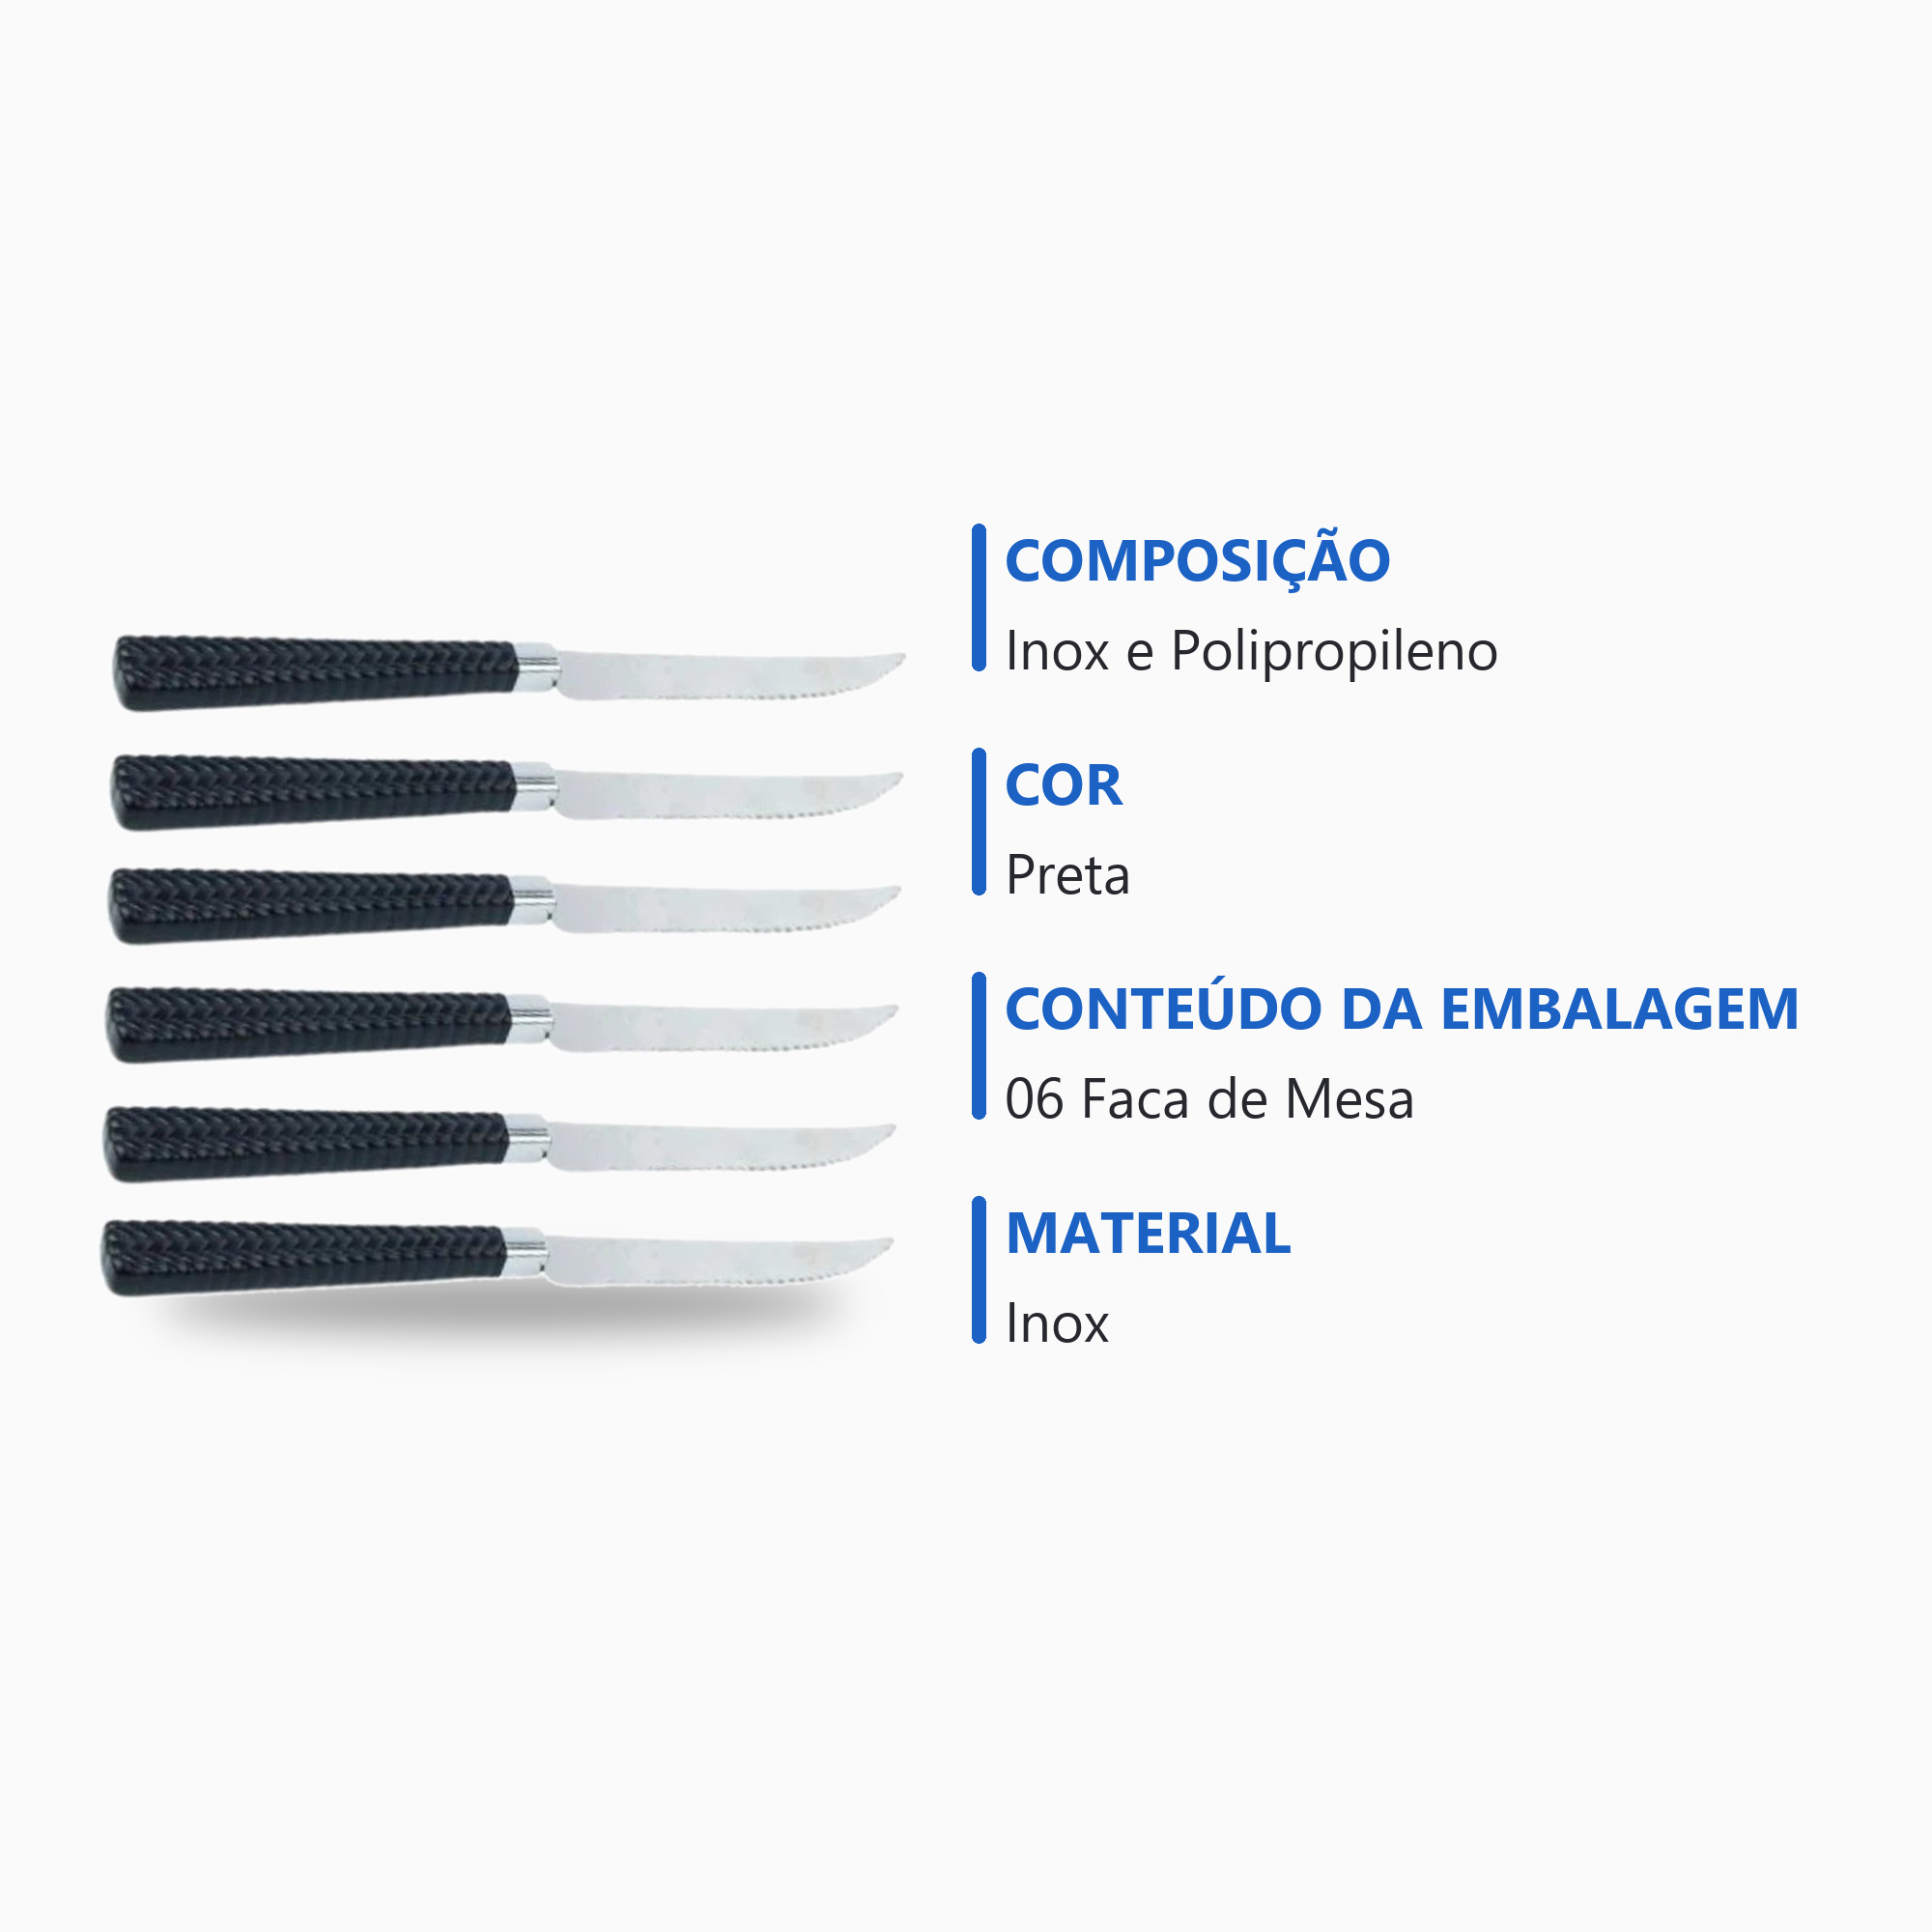 COMPOSIÇÃO
Inox e Polipropileno
COR
Preta
CONTEÚDO DA EMBALAGEM
06 Faca de Mesa
MATERIAL
Inox